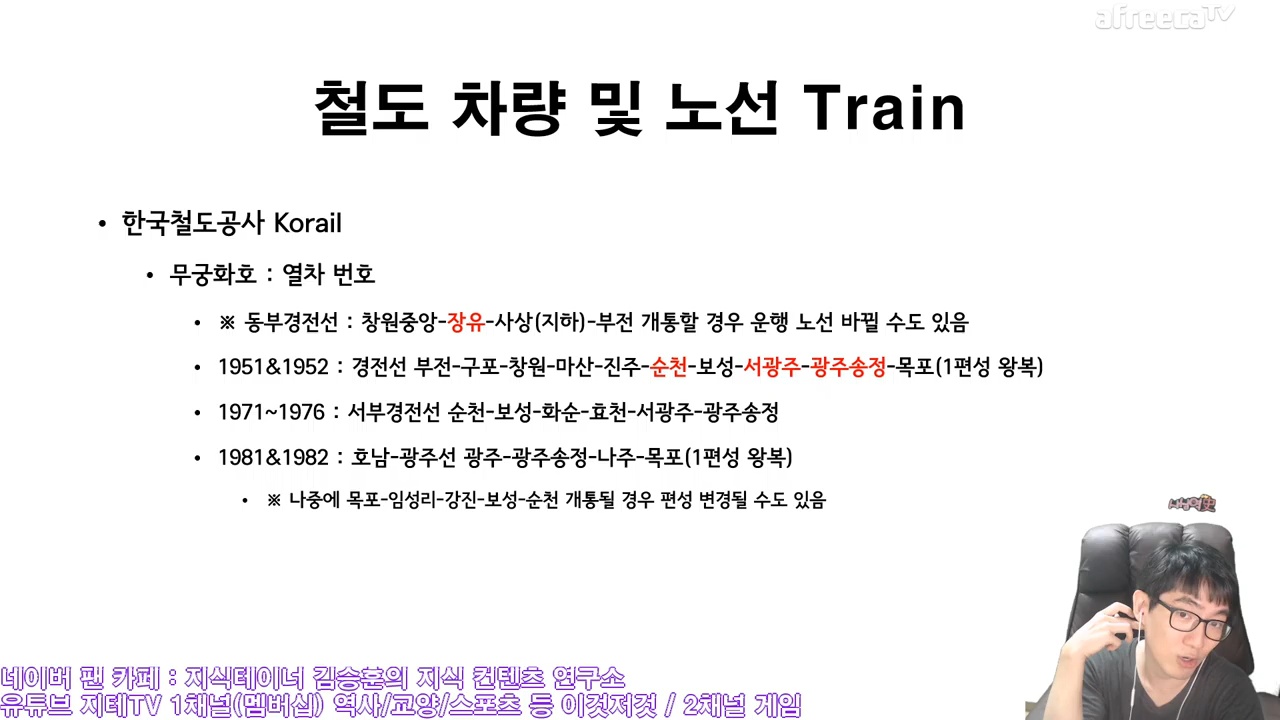 afreecaTV
철도 차량 및 노선 Train
• 한국철도공사 Korail
• 무궁화호 : 열차 번호
• ※ 동부경전선 : 창원중앙-장유-사상(지하)-부전 개통할 경우 운행 노선 바뀔 수도 있음
• 1951&1952 : 경전선 부전-구포-창원-마산-진주-순천-보성-서광주-광주송정-목포(1편성 왕복)
• 1971~1976 : 서부경전선 순천-보성-화순-효천-서광주-광주송정
• 1981&1982 : 호남-광주선 광주-광주송정-나주-목포(1편성 왕복)
• ※ 나중에 목포-임성리-강진-보성-순천 개통될 경우 편성 변경될 수도 있음
네이버 팬 카페 : 지식테이너 김승훈의 지식 컨텐츠 연구소
유튜브 지테TV 1채널(멤버십) 역사/교양/스포츠 등 이것저것 / 2채널 게임